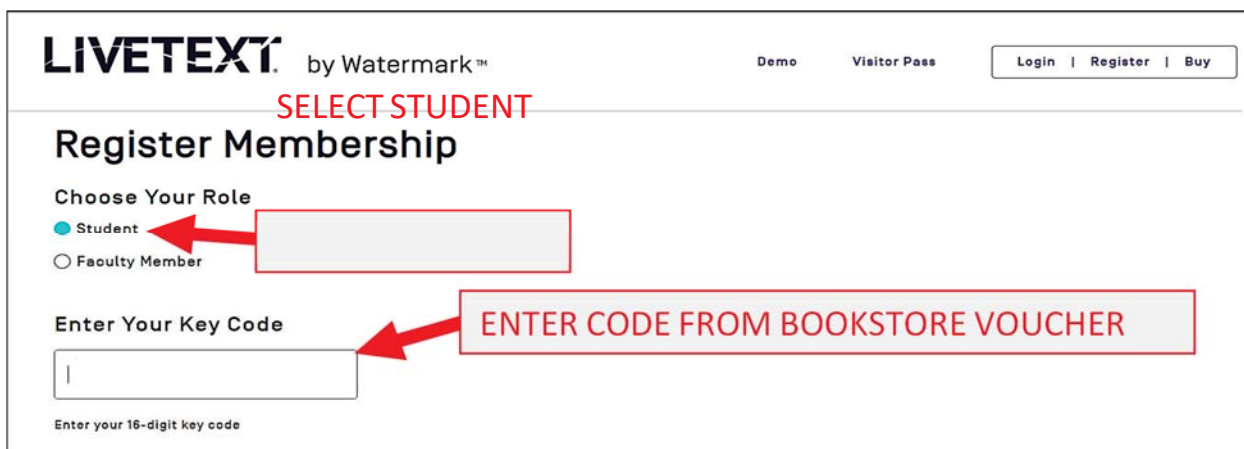 LIVETEXT by Watermark™
Demo Visitor Pass Login | Register | Buy
SELECT STUDENT
Register Membership
Choose Your Role
Student
Faculty Member
Enter Your Key Code
ENTER CODE FROM BOOKSTORE VOUCHER
Enter your 16-digit key code